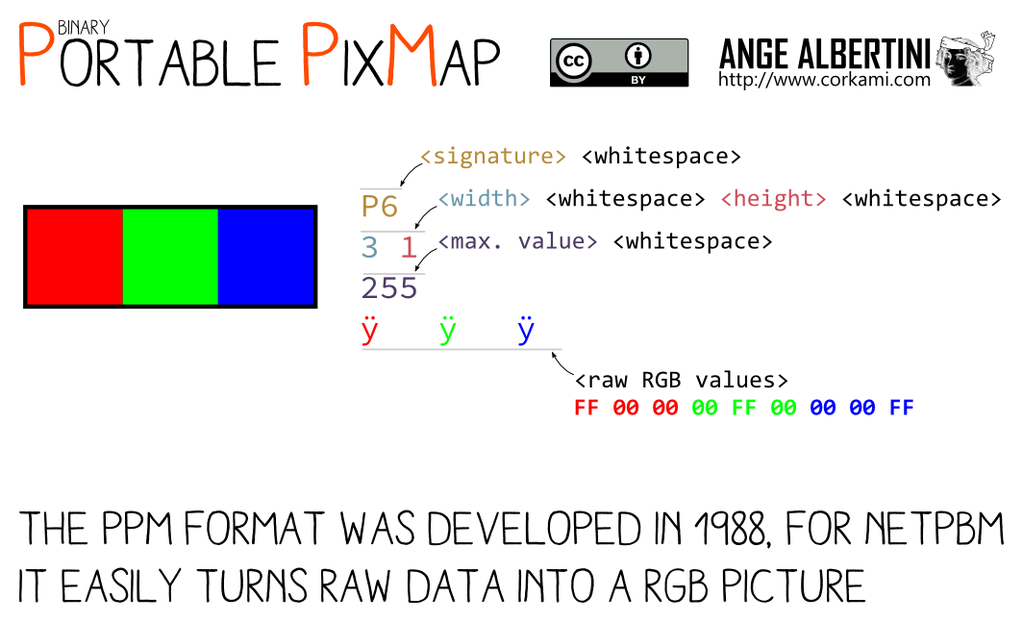 BINARY
PORTABLE PIXMAP
cc BY
ANGE ALBERTINI
http://www.corkami.com
<signature> <whitespace>
P6
<width> <whitespace> <height> <whitespace>
3 1
<max. value> <whitespace>
255
ÿ ÿ ÿ
<raw RGB values>
FF 00 00 00 FF 00 00 00 FF
THE PPM FORMAT WAS DEVELOPED IN 1988, FOR NETPBM
IT EASILY TURNS RAW DATA INTO A RGB PICTURE